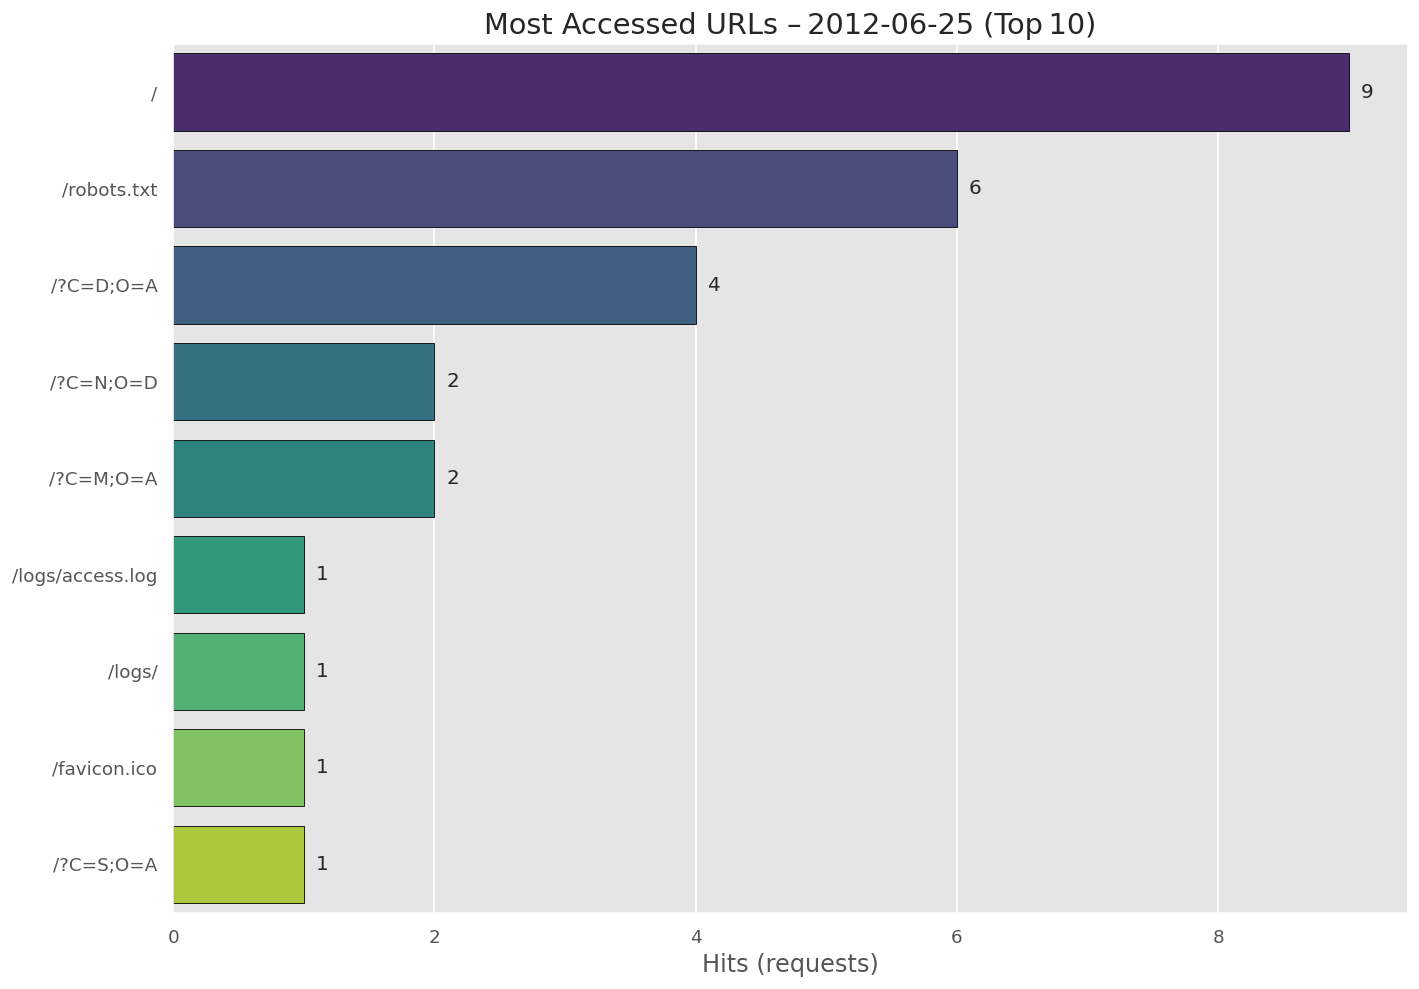 Most Accessed URLs – 2012-06-25 (Top 10)
/
9
/robots.txt
6
/?C=D;O=A
4
/?C=N;O=D
2
/?C=M;O=A
2
/logs/access.log
1
/logs/
1
/favicon.ico
1
/?C=S;O=A
1
0 2 4 6 8
Hits (requests)